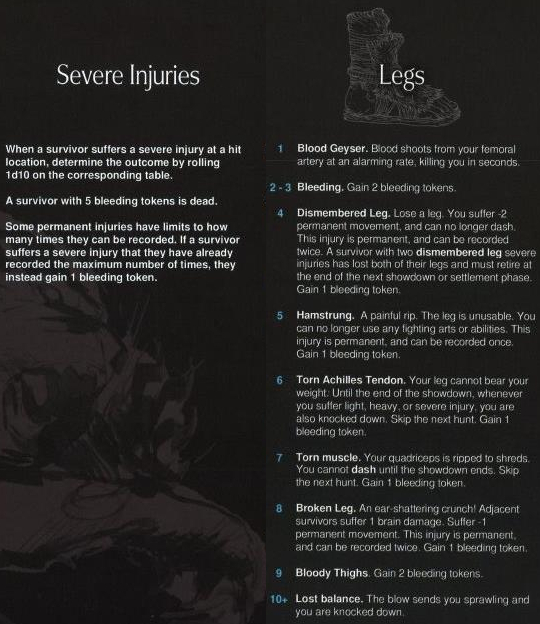 Severe Injuries
When a survivor suffers a severe injury at a hit
location, determine the outcome by rolling
1d10 on the corresponding table.
A survivor with 5 bleeding tokens is dead.
Some permanent injuries have limits to how
many times they can be recorded. If a survivor
suffers a severe injury that they have already
recorded the maximum number of times, they
instead gain 1 bleeding token.
Legs
1 Blood Geyser. Blood shoots from your femoral
artery at an alarming rate, killing you in seconds.
2 - 3 Bleeding. Gain 2 bleeding tokens.
4 Dismembered Leg. Lose a leg. You suffer -2
permanent movement, and can no longer dash.
This injury is permanent, and can be recorded
twice. A survivor with two dismembered leg severe
injuries has lost both of their legs and must retire at
the end of the next showdown or settlement phase.
Gain 1 bleeding token.
5 Hamstrung. A painful rip. The leg is unusable. You
can no longer use any fighting arts or abilities. This
injury is permanent, and can be recorded once.
Gain 1 bleeding token.
6 Torn Achilles Tendon. Your leg cannot bear your
weight. Until the end of the showdown, whenever
you suffer light, heavy, or severe injury, you are
also knocked down. Skip the next hunt. Gain 1
bleeding token.
7 Torn muscle. Your quadriceps is ripped to shreds.
You cannot dash until the showdown ends. Skip
the next hunt. Gain 1 bleeding token.
8 Broken Leg. An ear-shattering crunch! Adjacent
survivors suffer 1 brain damage. Suffer -1
permanent movement. This injury is permanent,
and can be recorded twice. Gain 1 bleeding token.
9 Bloody Thighs. Gain 2 bleeding tokens.
10+ Lost balance. The blow sends you sprawling and
you are knocked down.